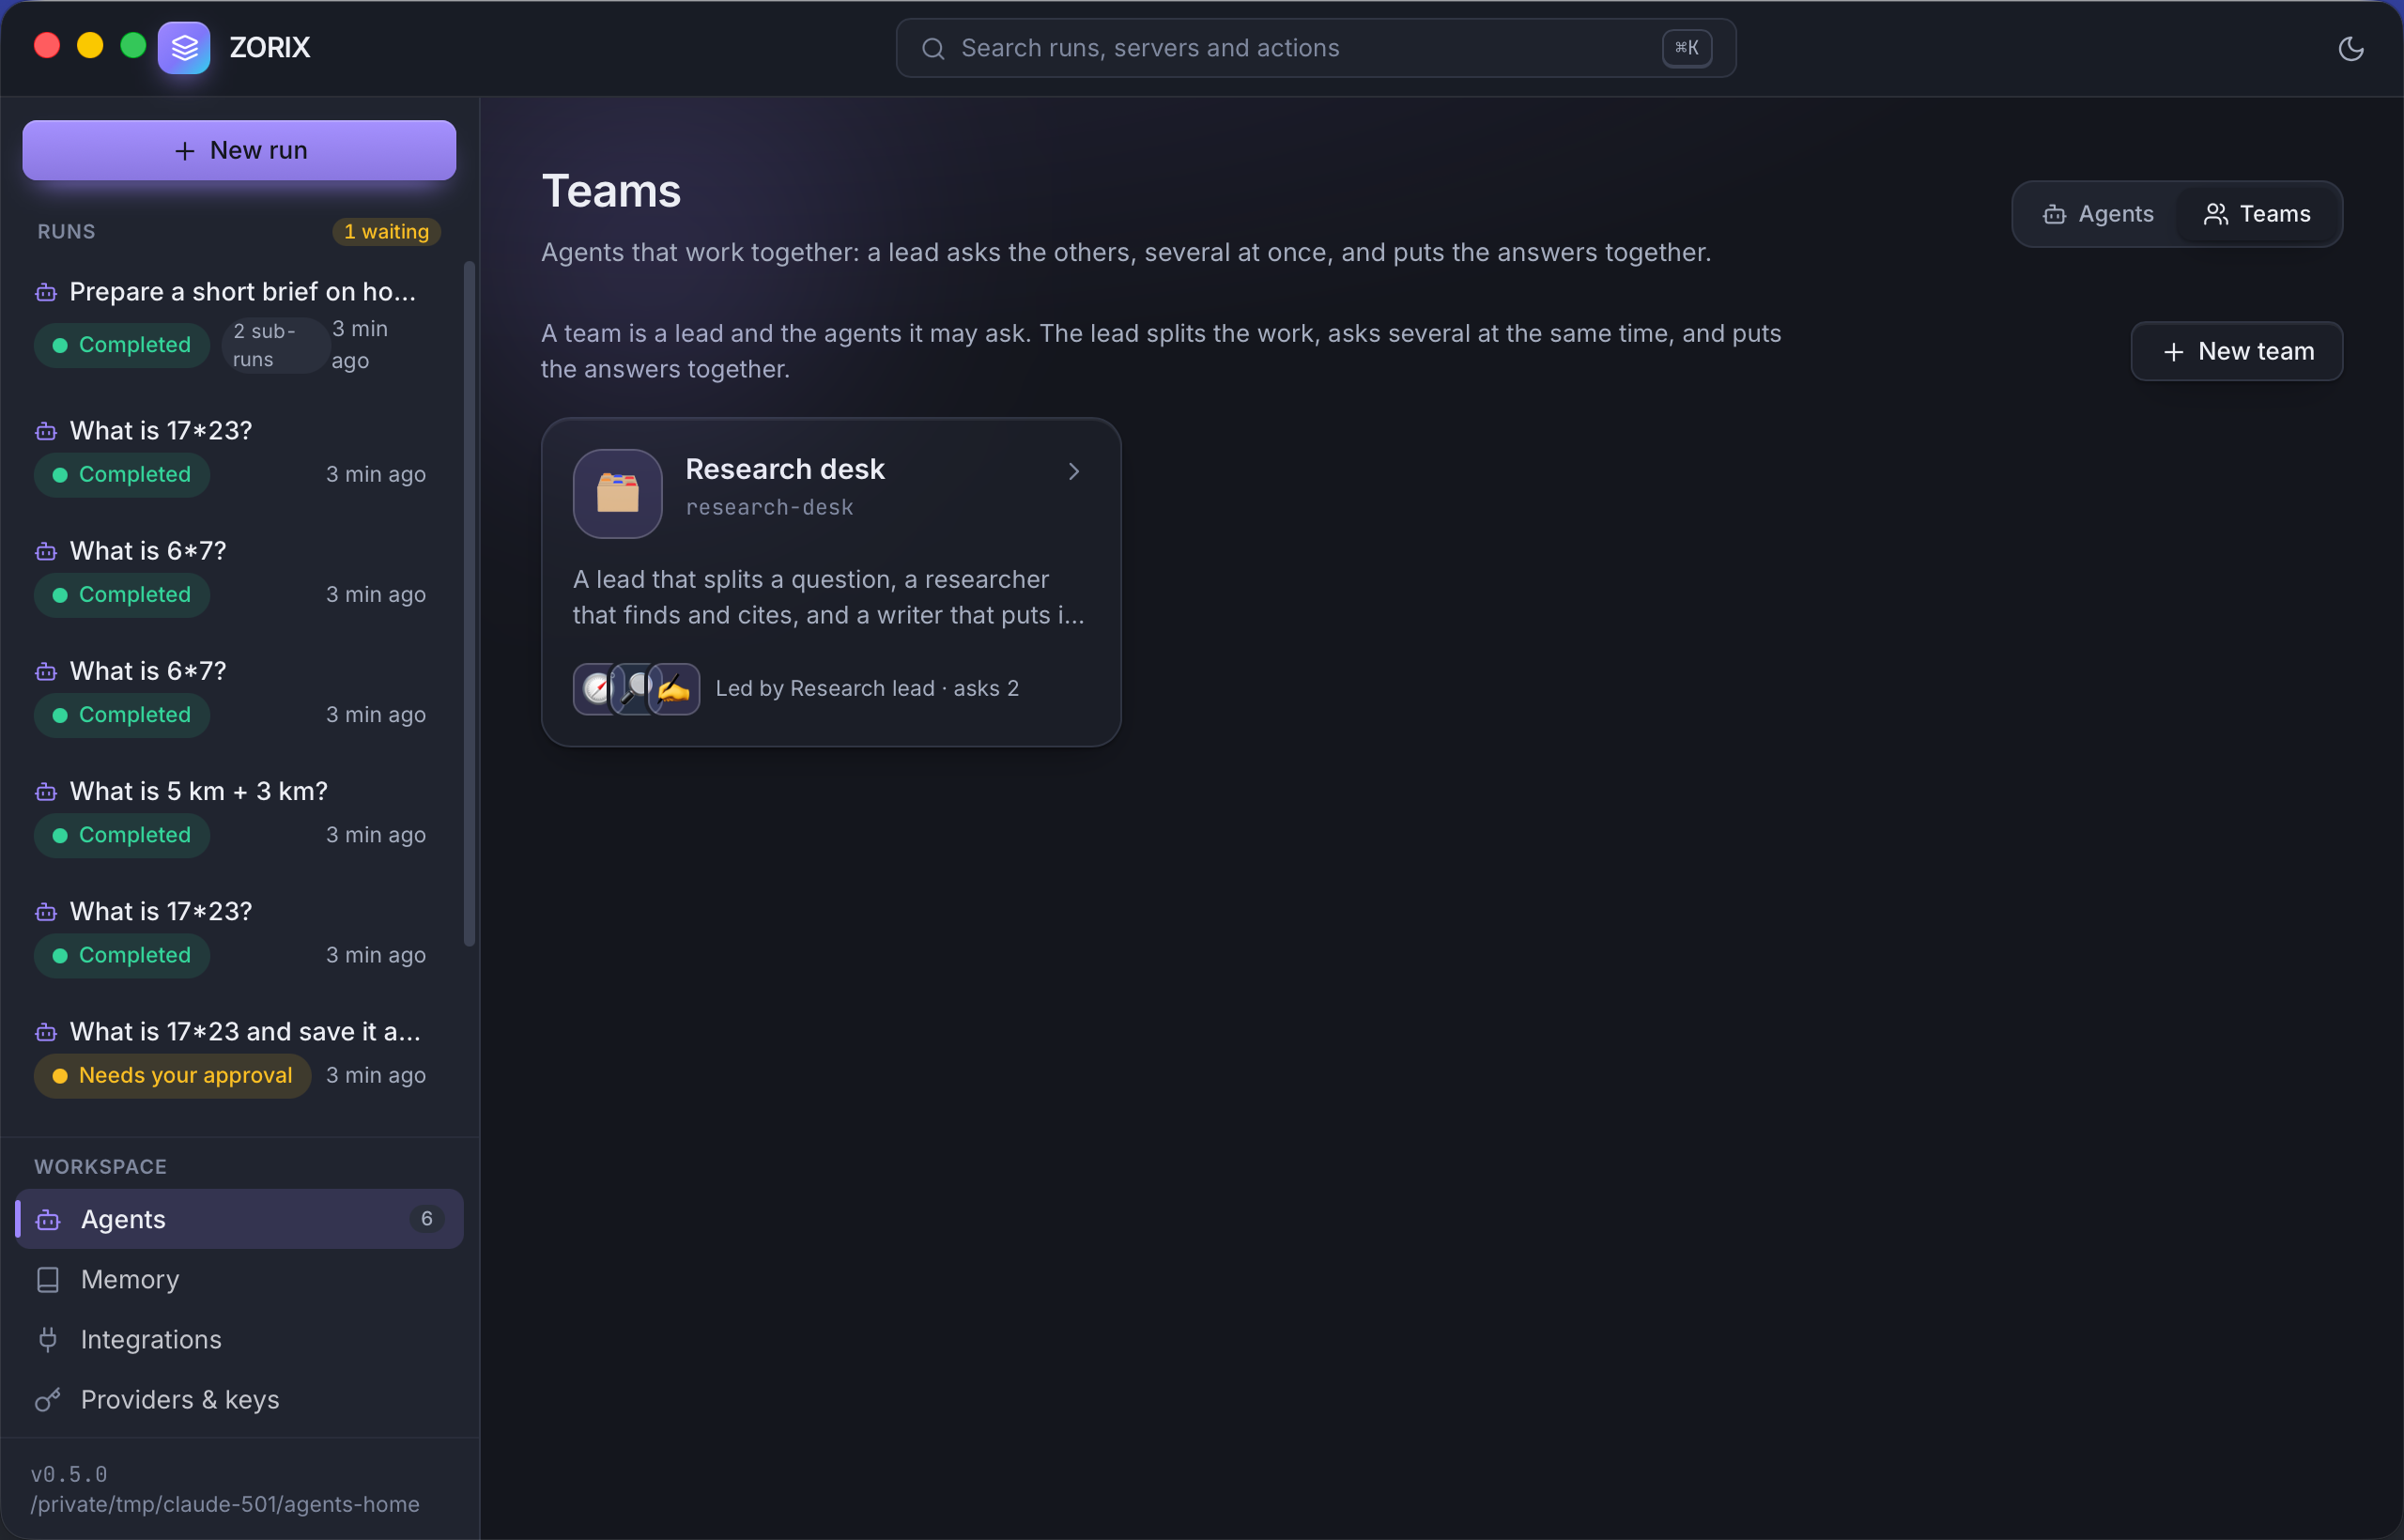 ZORIX
Search runs, servers and actions
⌘K
New run
RUNS
1 waiting
Prepare a short brief on ho...
Completed
2 sub-
runs
3 min
ago
What is 17*23?
Completed
3 min ago
What is 6*7?
Completed
3 min ago
What is 6*7?
Completed
3 min ago
What is 5 km + 3 km?
Completed
3 min ago
What is 17*23?
Completed
3 min ago
What is 17*23 and save it a...
Needs your approval
3 min ago
WORKSPACE
Agents
6
Memory
Integrations
Providers & keys
v0.5.0
/private/tmp/claude-501/agents-home
Teams
Agents that work together: a lead asks the others, several at once, and puts the answers together.
Agents
Teams
A team is a lead and the agents it may ask. The lead splits the work, asks several at the same time, and puts
the answers together.
New team
Research desk
research-desk
A lead that splits a question, a researcher
that finds and cites, and a writer that puts i...
Led by Research lead · asks 2